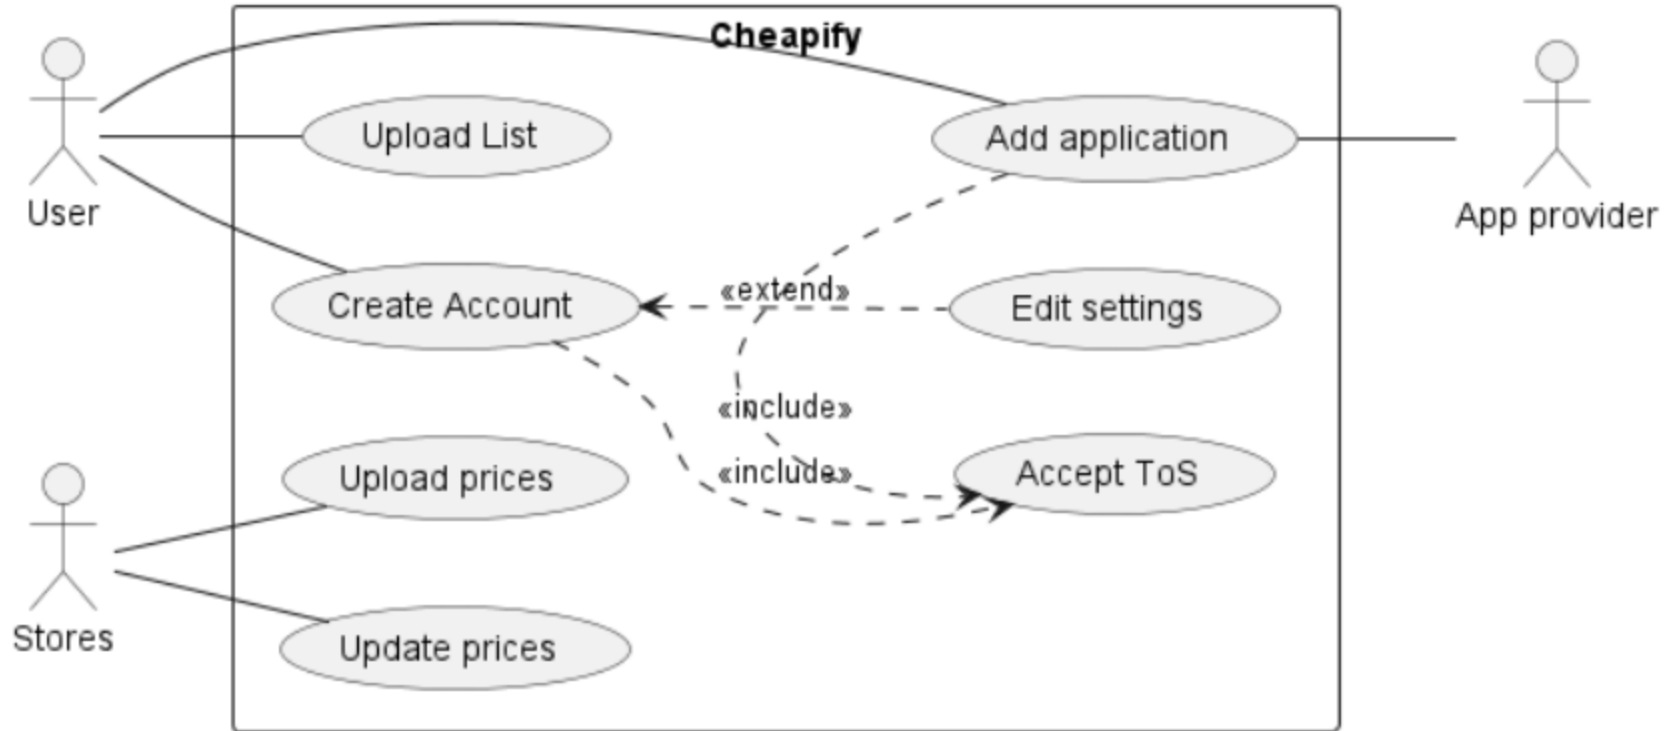 Cheapify
Upload List
Add application
User
App provider
«extend»
Create Account
Edit settings
«include»
«include»
Upload prices
Accept ToS
Stores
Update prices